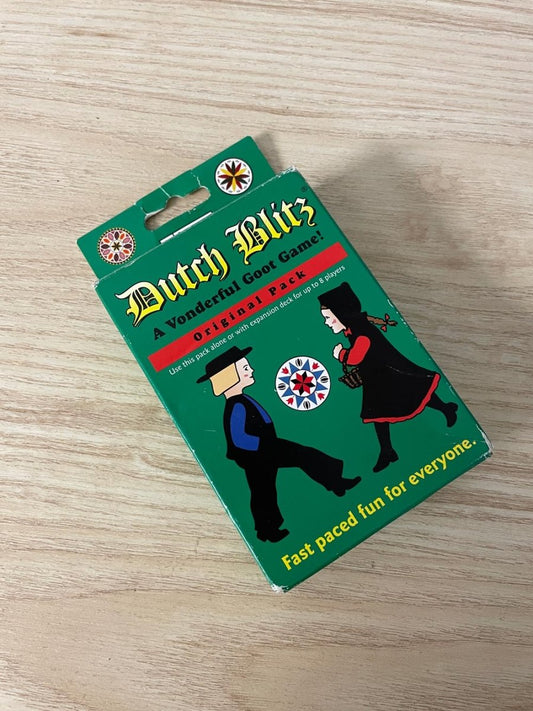 Dutch Blitz®
A Vonderful Goot Game!
Original Pack
Use this pack alone or with expansion deck for up to 8 players
Fast paced fun for everyone.